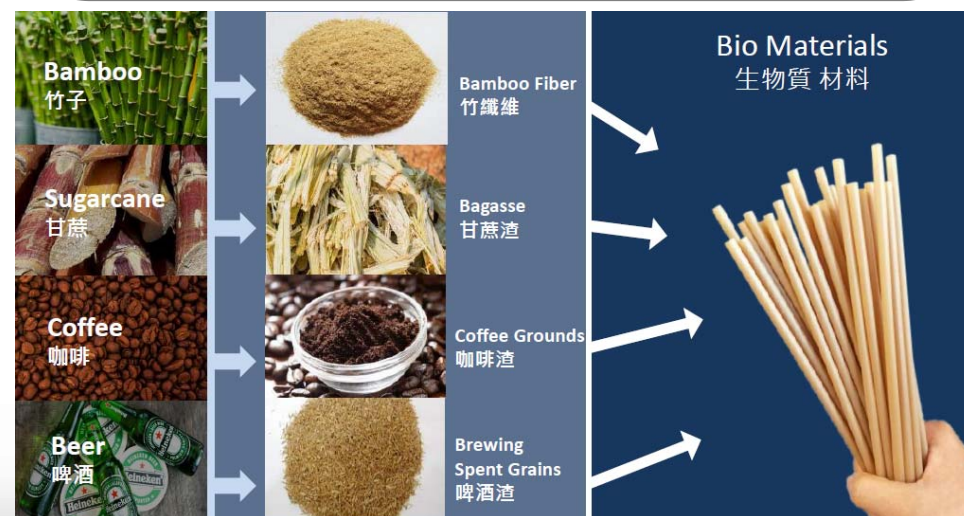 Bamboo
竹子
Bamboo Fiber
竹纖維
Sugarcane
甘蔗
Bagasse
甘蔗渣
Coffee
咖啡
Coffee Grounds
咖啡渣
Beer
啤酒
Heineken
Heineke
Brewing
Spent Grains
啤酒渣
Bio Materials
生物質 材料